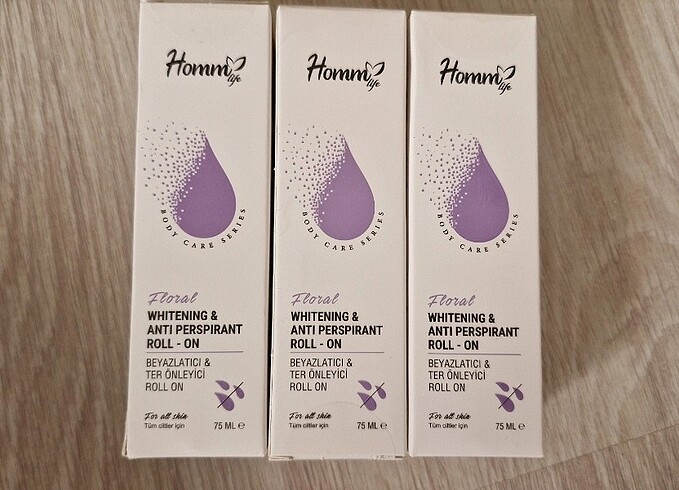 Homm
life
BODY CARE SERIES
Floral
WHITENING &
ANTI PERSPIRANT
ROLL - ON
BEYAZLATICI &
TER ÖNLEYİCİ
ROLL ON
For all skin
Tüm ciltler için
75 ML ℮
Homm
life
BODY CARE SERIES
Floral
WHITENING &
ANTI PERSPIRANT
ROLL - ON
BEYAZLATICI &
TER ÖNLEYİCİ
ROLL ON
For all skin
Tüm ciltler için
75 ML ℮
Homm
life
BODY CARE SERIES
Floral
WHITENING &
ANTI PERSPIRANT
ROLL - ON
BEYAZLATICI &
TER ÖNLEYİCİ
ROLL ON
For all skin
Tüm ciltler için
75 ML ℮